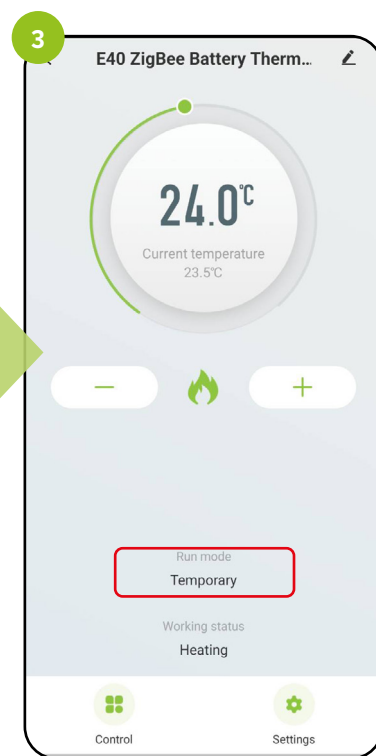 3
E40 ZigBee Battery Therm...
24.0℃
Current temperature
23.5℃
Run mode
Temporary
Working status
Heating
Control
Settings